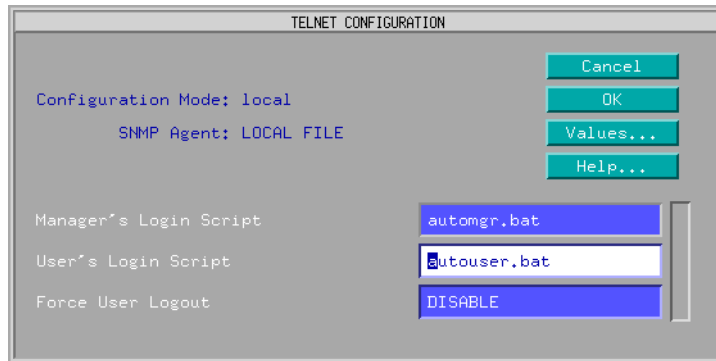 TELNET CONFIGURATION
Cancel
Configuration Mode: local
OK
SNMP Agent: LOCAL FILE
Values...
Help...
Manager's Login Script
automgr.bat
User's Login Script
autouser.bat
Force User Logout
DISABLE